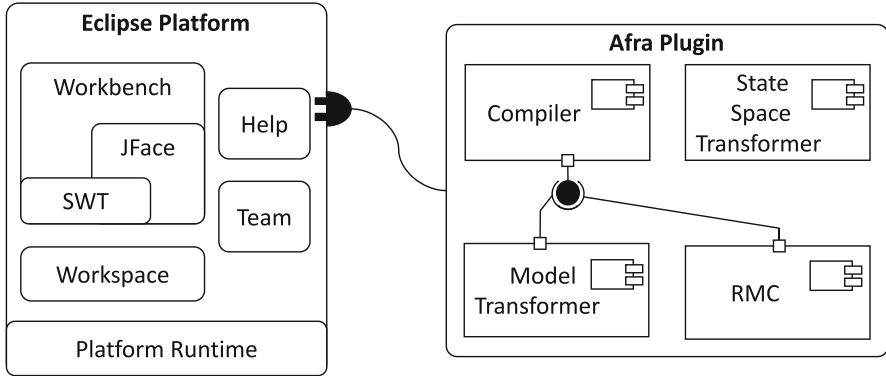 Eclipse Platform
Workbench
JFace
SWT
Help
Team
Workspace
Platform Runtime
Afra Plugin
Compiler
State
Space
Transformer
Model
Transformer
RMC